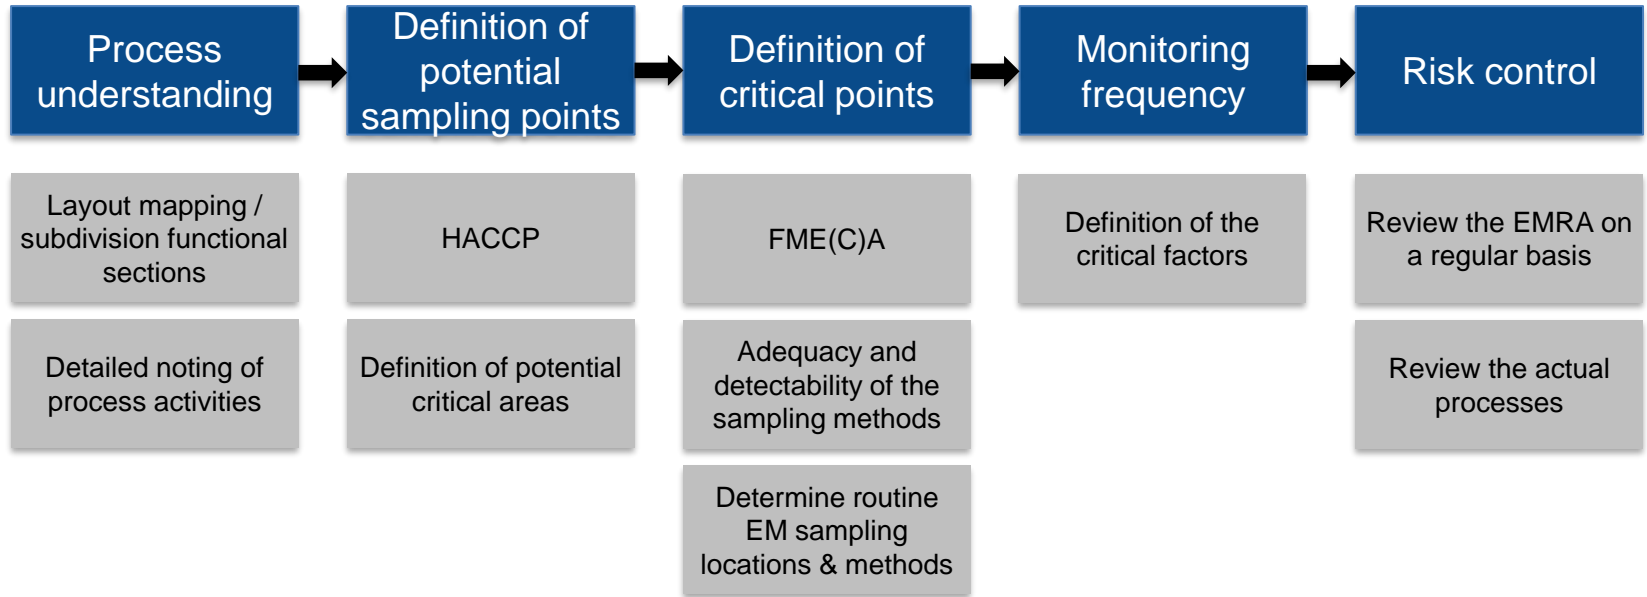 Process
understanding
Definition of
potential
sampling points
Definition of
critical points
Monitoring
frequency
Risk control
Layout mapping /
subdivision functional
sections
HACCP
FME(C)A
Definition of the
critical factors
Review the EMRA on
a regular basis
Detailed noting of
process activities
Definition of potential
critical areas
Adequacy and
detectability of the
sampling methods
Review the actual
processes
Determine routine
EM sampling
locations & methods